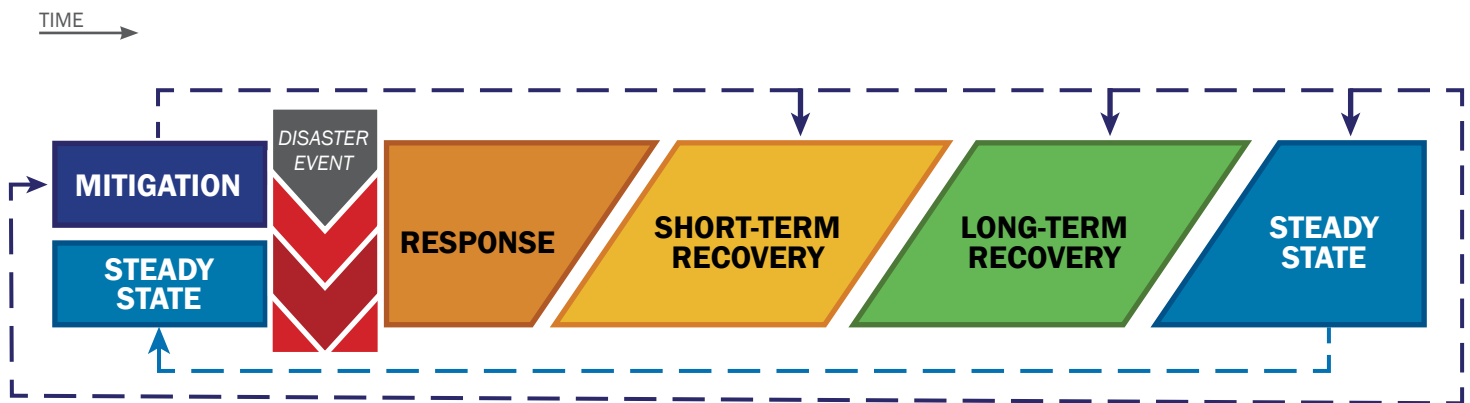 TIME
DISASTER
EVENT
MITIGATION
STEADY
STATE
RESPONSE
SHORT-TERM
RECOVERY
LONG-TERM
RECOVERY
STEADY
STATE